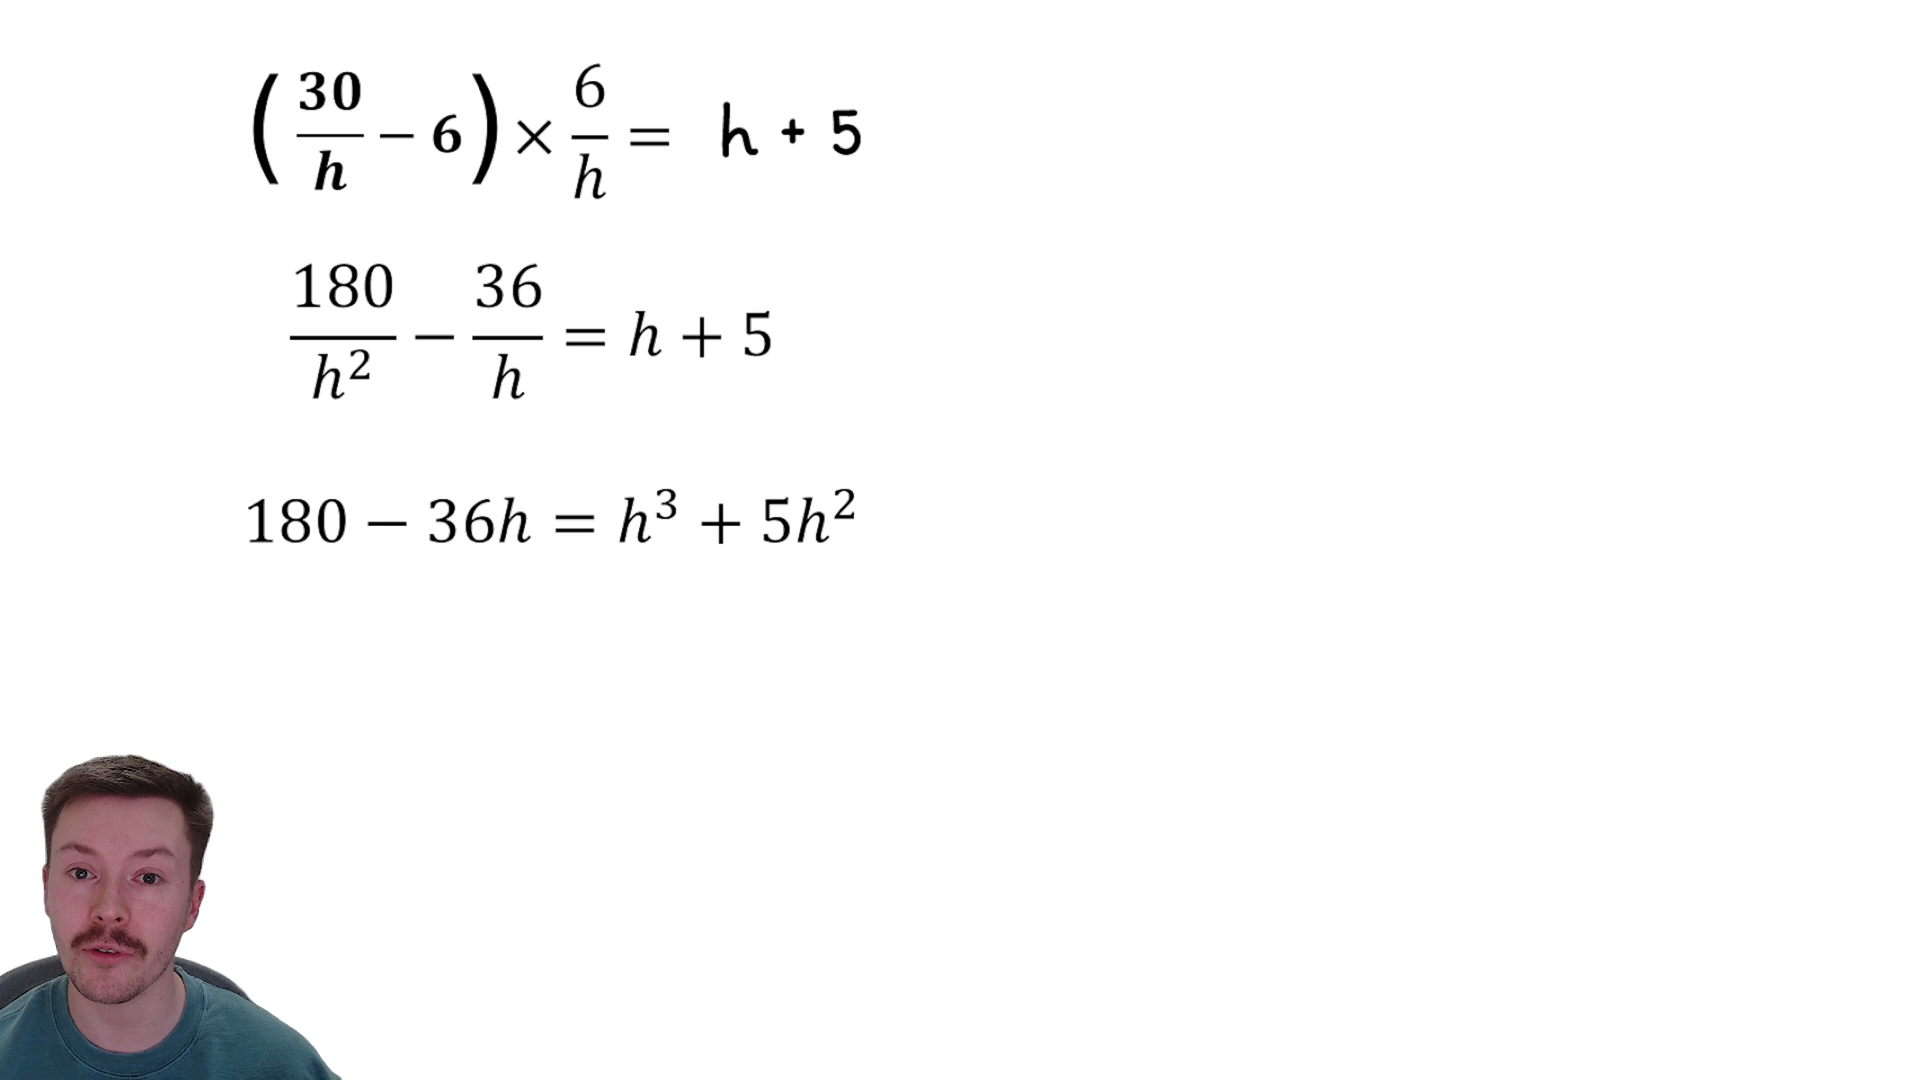 (30/h − 6) × 6/h = h + 5
180/h² − 36/h = h + 5
180 − 36h = h³ + 5h²